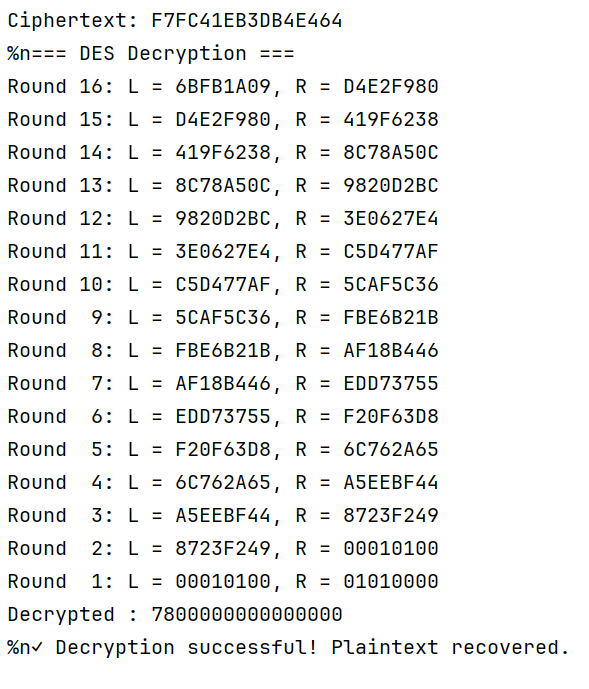 Ciphertext: F7FC41EB3DB4E464
%n=== DES Decryption ===
Round 16: L = 6BFB1A09, R = D4E2F980
Round 15: L = D4E2F980, R = 419F6238
Round 14: L = 419F6238, R = 8C78A50C
Round 13: L = 8C78A50C, R = 9820D2BC
Round 12: L = 9820D2BC, R = 3E0627E4
Round 11: L = 3E0627E4, R = C5D477AF
Round 10: L = C5D477AF, R = 5CAF5C36
Round  9: L = 5CAF5C36, R = FBE6B21B
Round  8: L = FBE6B21B, R = AF18B446
Round  7: L = AF18B446, R = EDD73755
Round  6: L = EDD73755, R = F20F63D8
Round  5: L = F20F63D8, R = 6C762A65
Round  4: L = 6C762A65, R = A5EEBF44
Round  3: L = A5EEBF44, R = 8723F249
Round  2: L = 8723F249, R = 00010100
Round  1: L = 00010100, R = 01010000
Decrypted : 7800000000000000
%n✓ Decryption successful! Plaintext recovered.